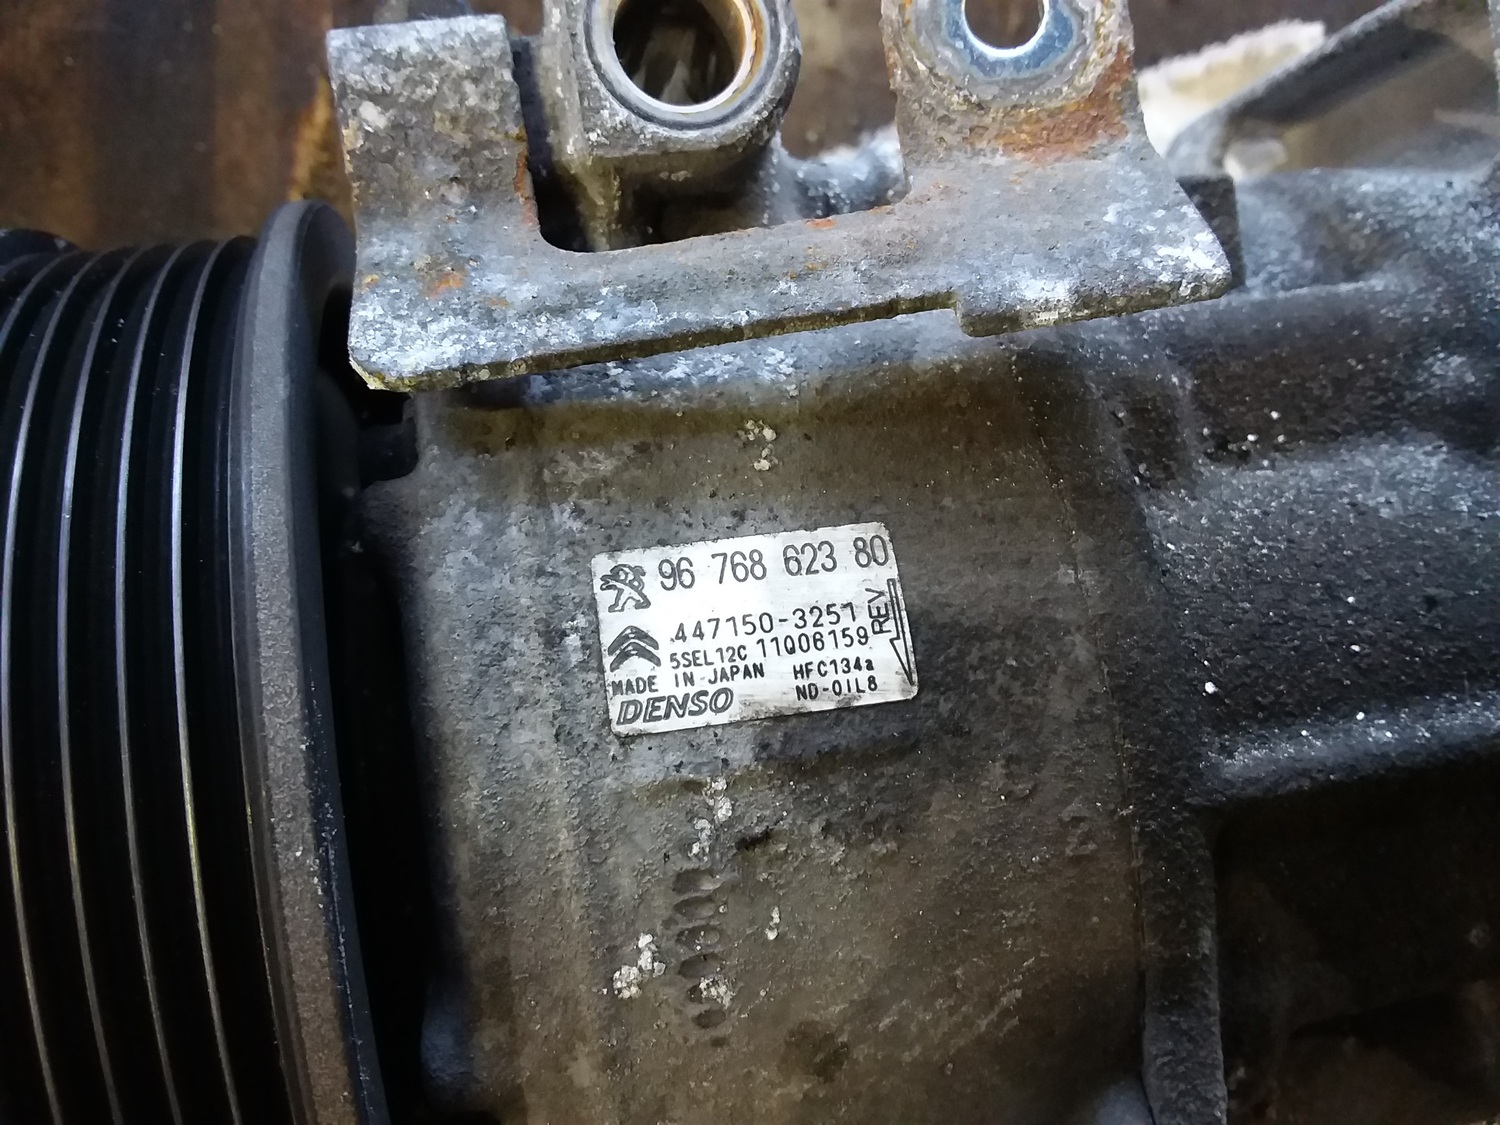 96 768 623 80
447150-3251
5SEL12C 11Q06159
REV
MADE IN JAPAN HFC134a
DENSO ND-OIL8